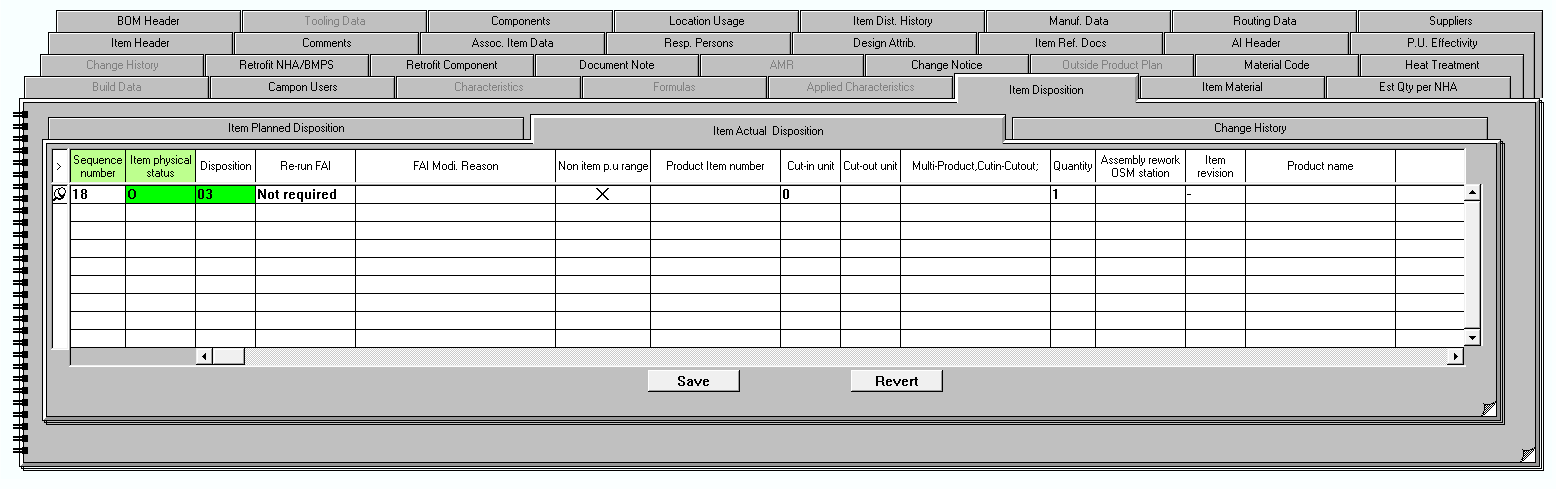 BOM Header Tooling Data Components Location Usage Item Dist. History Manuf. Data Routing Data Suppliers
Item Header Comments Assoc. Item Data Resp. Persons Design Attrib. Item Ref. Docs AI Header P.U. Effectivity
Change History Retrofit NHA/BMPS Retrofit Component Document Note AMR Change Notice Outside Product Plan Material Code Heat Treatment
Build Data Campon Users Characteristics Formulas Applied Characteristics Item Disposition Item Material Est Qty per NHA
Item Planned Disposition Item Actual Disposition Change History
> Sequence number Item physical status Disposition Re-run FAI FAI Modi. Reason Non item p.u range Product Item number Cut-in unit Cut-out unit Multi-Product,Cutin-Cutout; Quantity Assembly rework OSM station Item revision Product name
18 O 03 Not required X 0 1 -
Save Revert